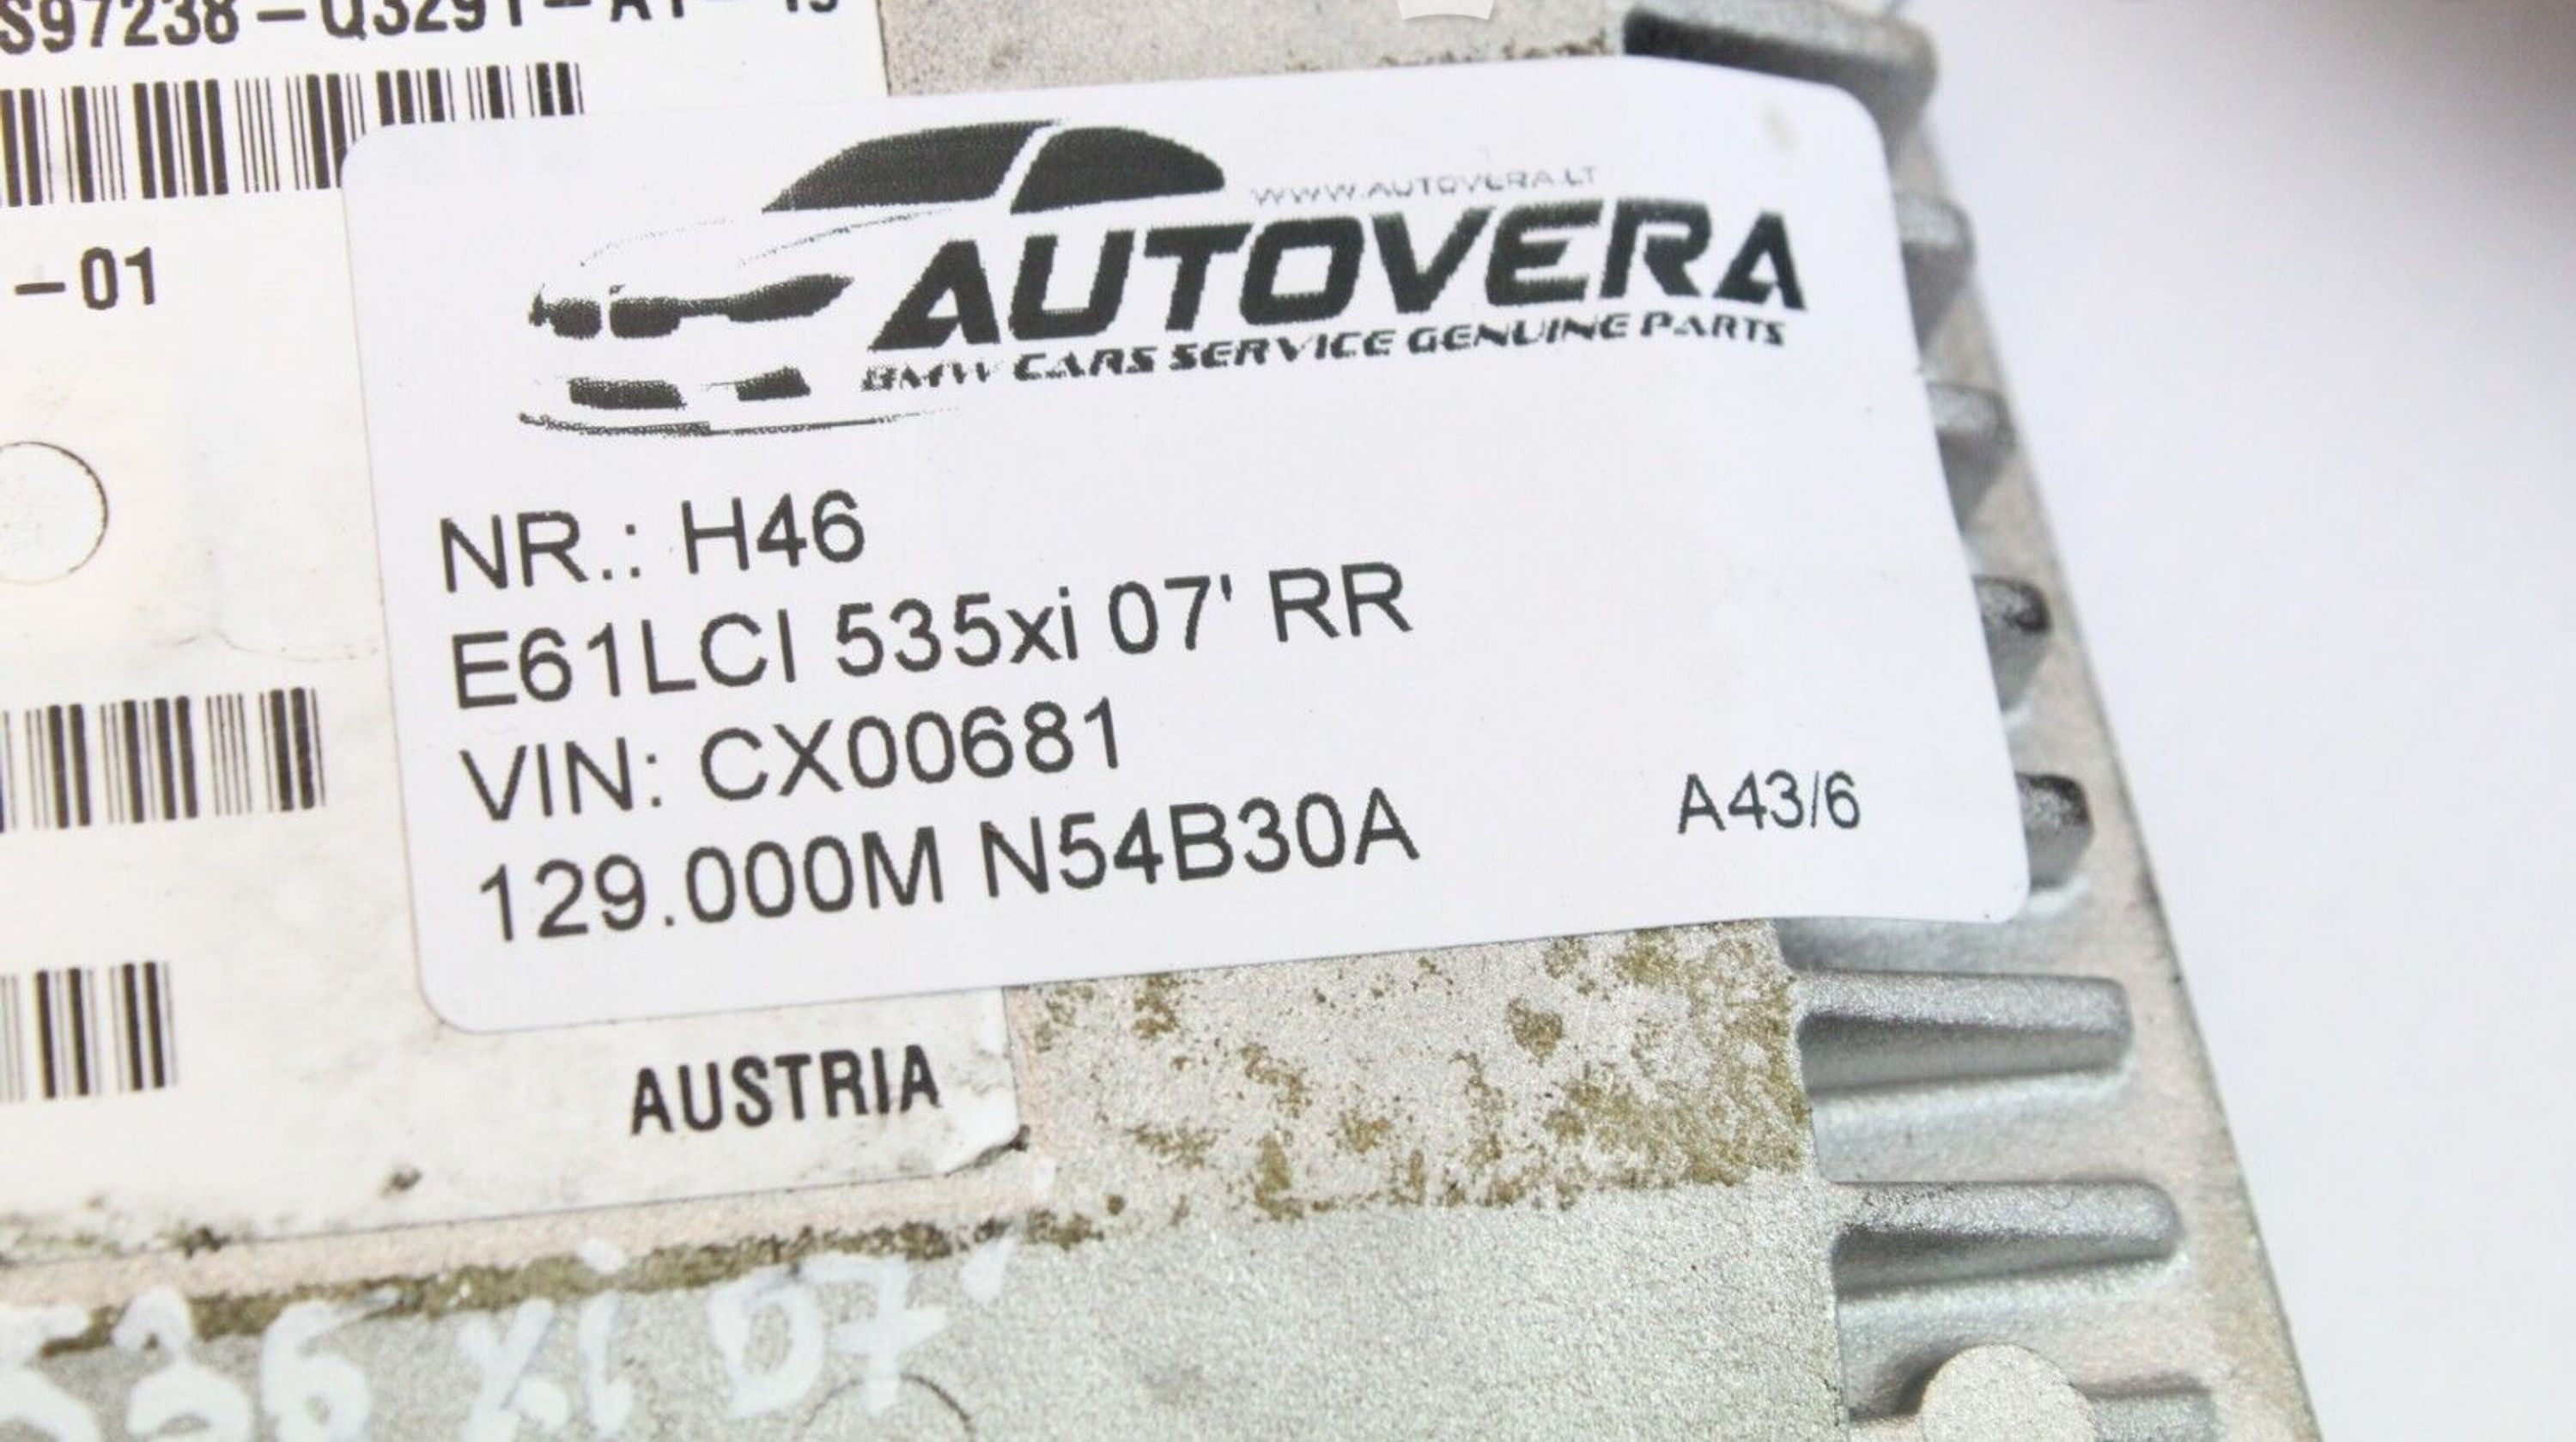 S97238-Q3291-A1-15
-01
WWW.AUTOVERA.LT
AUTOVERA
BMW CARS SERVICE GENUINE PARTS
NR.: H46
E61LCI 535xi 07' RR
VIN: CX00681
129.000M N54B30A
A43/6
AUSTRIA